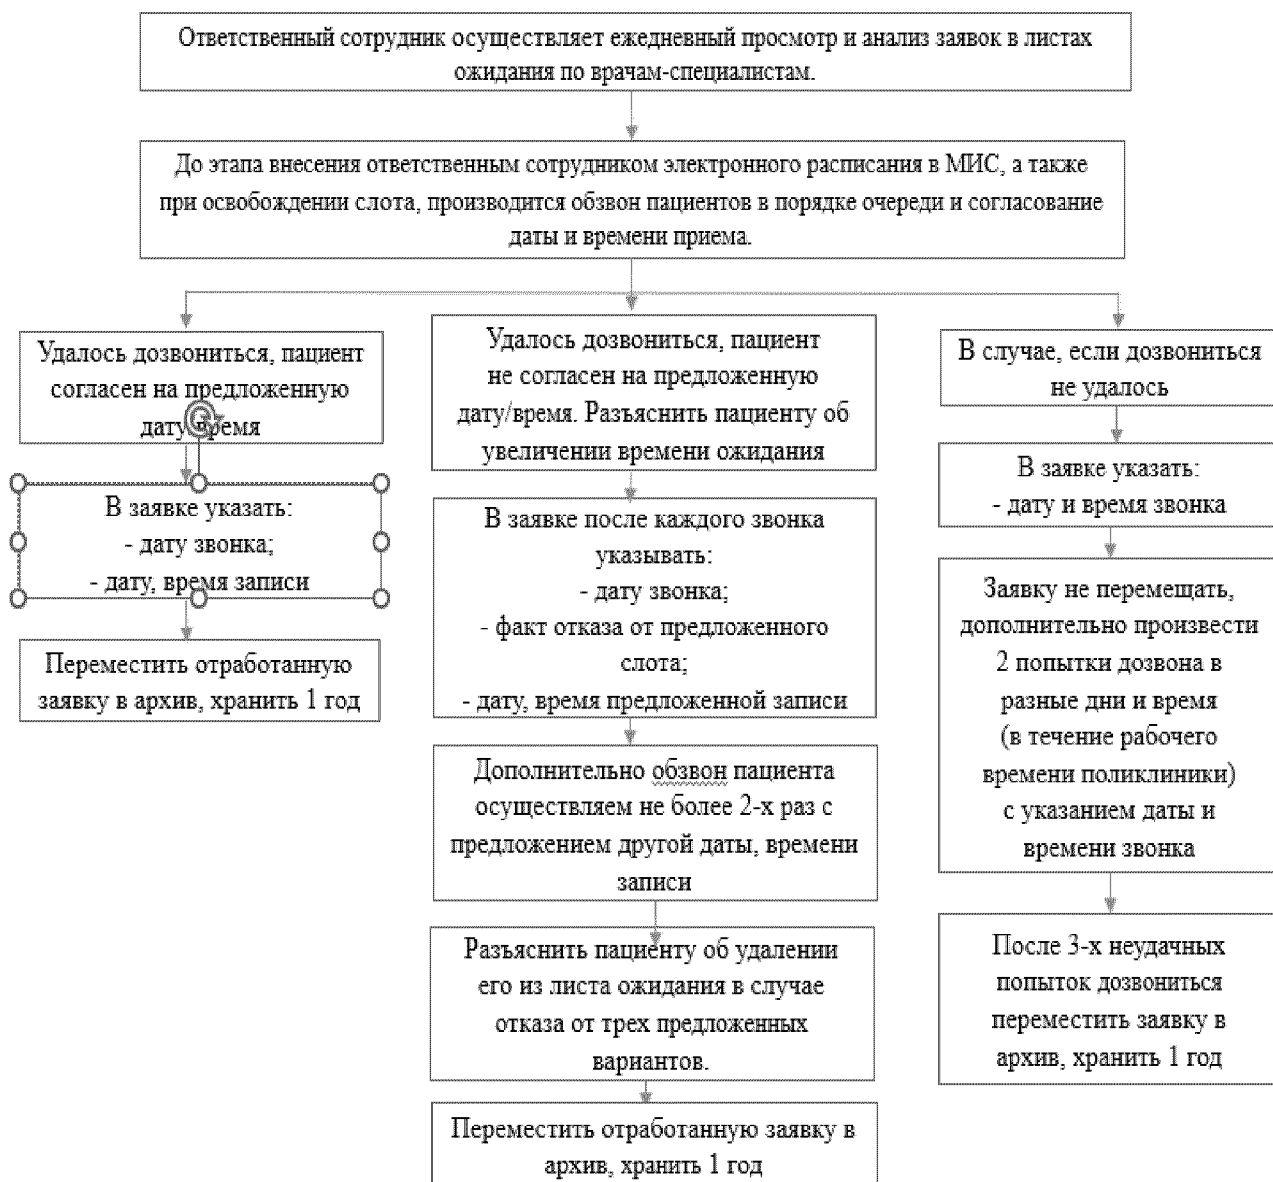 Ответственный сотрудник осуществляет ежедневный просмотр и анализ заявок в листах
ожидания по врачам-специалистам.
До этапа внесения ответственным сотрудником электронного расписания в МИС, а также
при освобождении слота, производится обзвон пациентов в порядке очереди и согласование
даты и времени приема.
Удалось дозвониться, пациент
согласен на предложенную
дату/время
В заявке указать:
- дату звонка;
- дату, время записи
Переместить отработанную
заявку в архив, хранить 1 год
Удалось дозвониться, пациент
не согласен на предложенную
дату/время. Разъяснить пациенту об
увеличении времени ожидания
В заявке после каждого звонка
указывать:
- дату звонка;
- факт отказа от предложенного
слота;
- дату, время предложенной записи
Дополнительно обзвон пациента
осуществляем не более 2-х раз с
предложением другой даты, времени
записи
Разъяснить пациенту об удалении
его из листа ожидания в случае
отказа от трех предложенных
вариантов.
Переместить отработанную заявку в
архив, хранить 1 год
В случае, если дозвониться
не удалось
В заявке указать:
- дату и время звонка
Заявку не перемещать,
дополнительно произвести
2 попытки дозвона в
разные дни и время
(в течение рабочего
времени поликлиники)
с указанием даты и
времени звонка
После 3-х неудачных
попыток дозвониться
переместить заявку в
архив, хранить 1 год